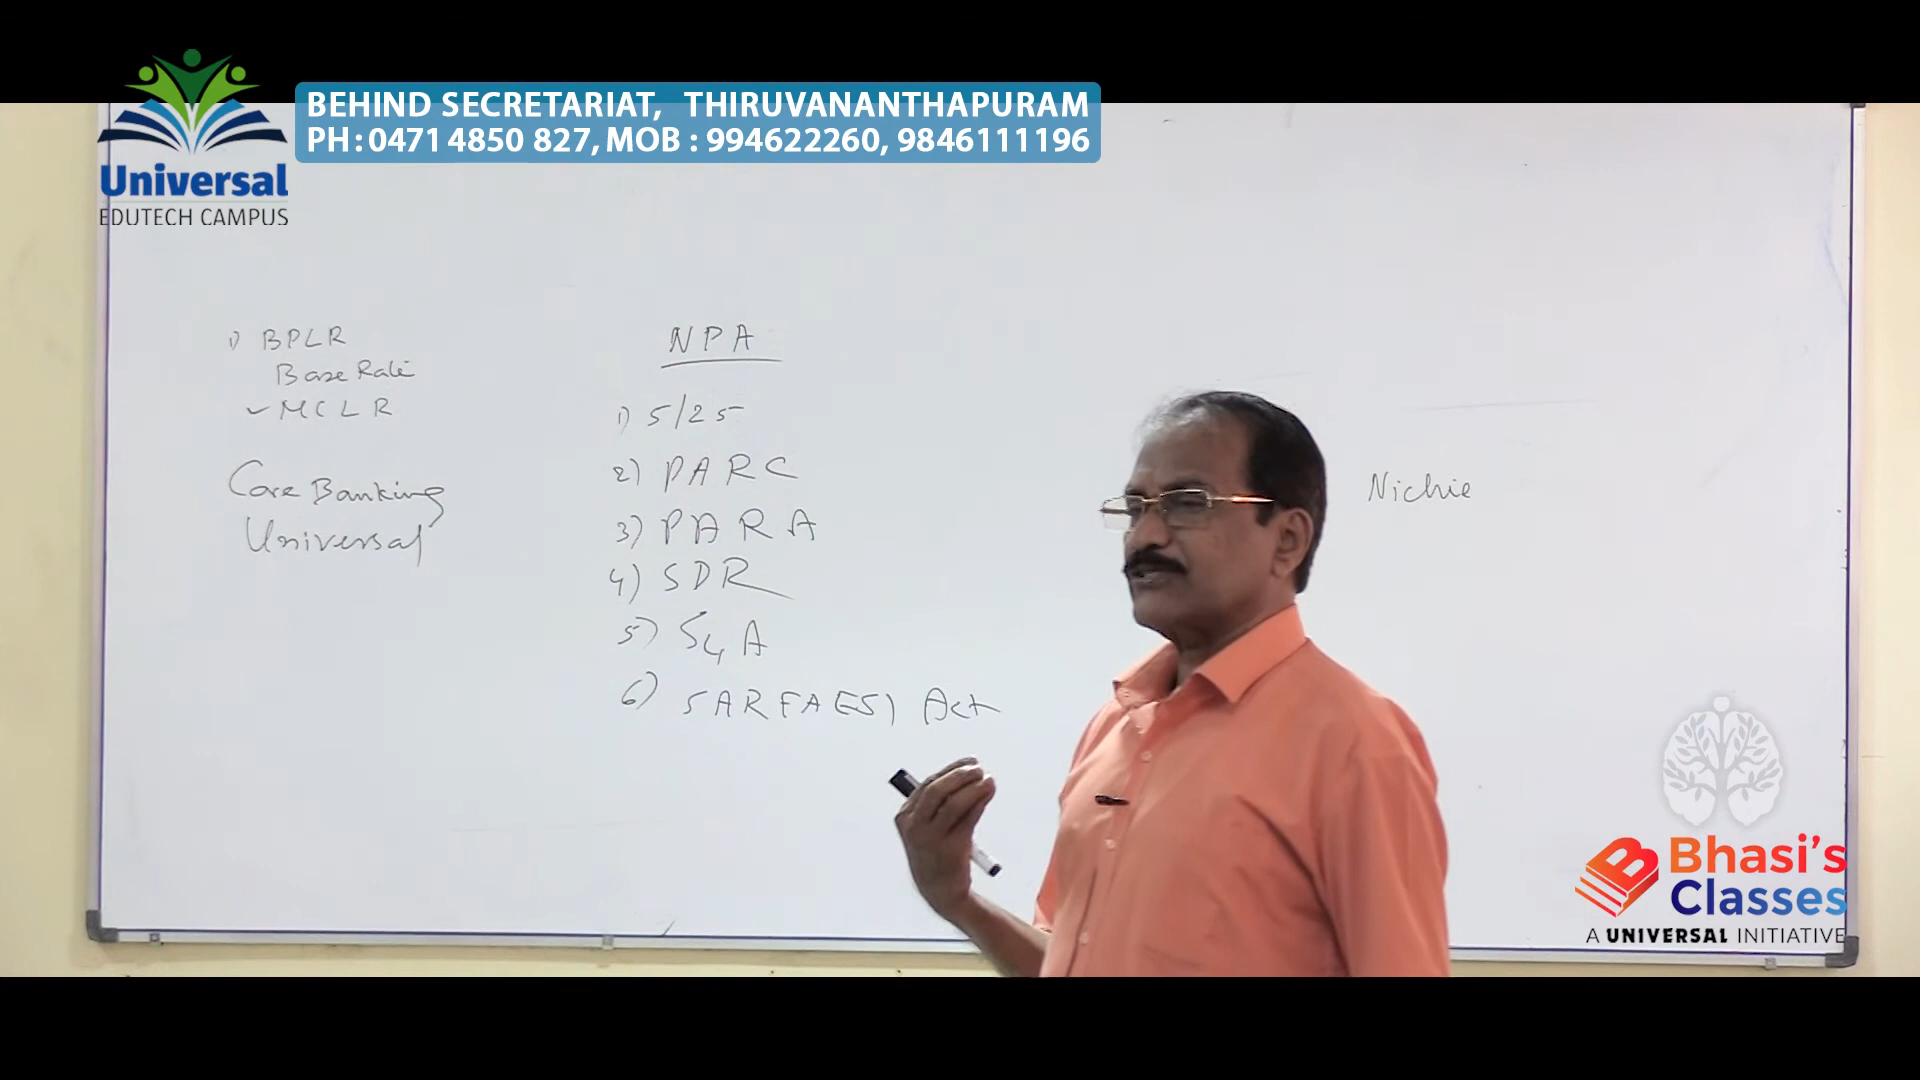 BEHIND SECRETARIAT, THIRUVANANTHAPURAM
PH : 0471 4850 827, MOB : 994622260, 9846111196
Universal
EDUTECH CAMPUS
1) BPLR
Base Rate
✓ MCLR
Core Banking
Universal
NPA
1) 5/25
2) PARC
3) PARA
4) SDR
5) S4A
6) SARFAESI Act
Nichie
Bhasi's
Classes
A UNIVERSAL INITIATIVE